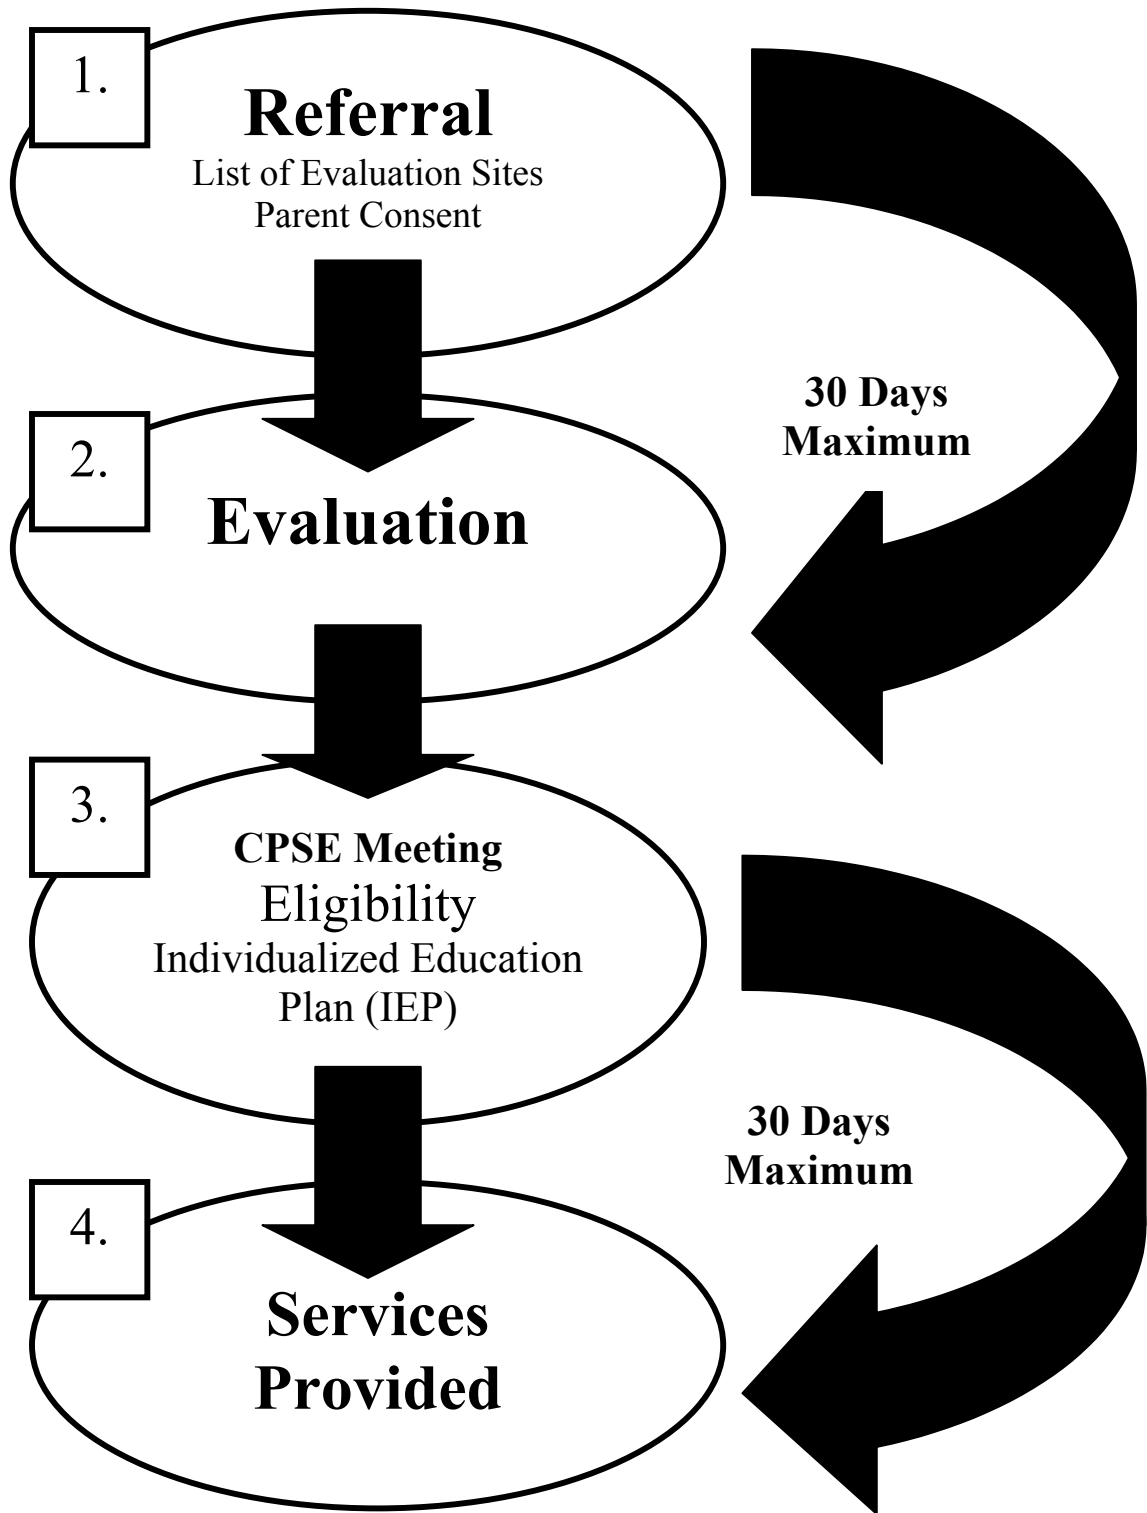 1.
Referral
List of Evaluation Sites
Parent Consent
30 Days
Maximum
2.
Evaluation
3.
CPSE Meeting
Eligibility
Individualized Education
Plan (IEP)
30 Days
Maximum
4.
Services
Provided